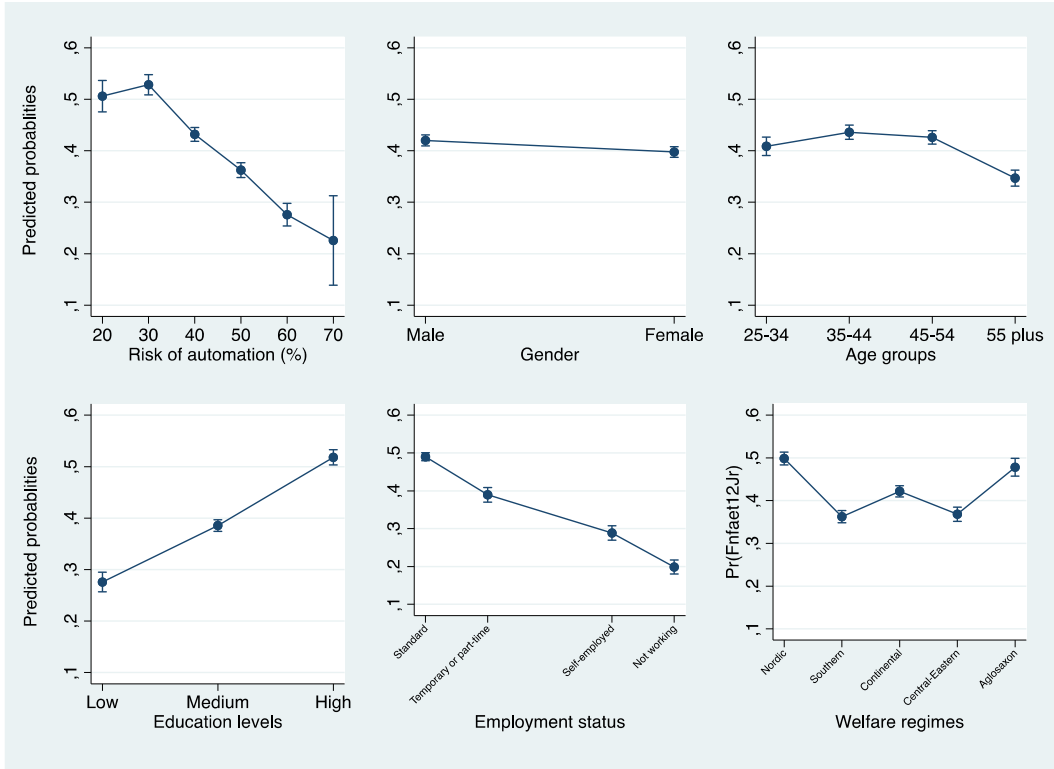 Predicted probablities
,6
,5
,4
,3
,2
,1
20 30 40 50 60 70
Risk of automation (%)
,6
,5
,4
,3
,2
,1
Male Female
Gender
,6
,5
,4
,3
,2
,1
25-34 35-44 45-54 55 plus
Age groups
Predicted probabilities
,6
,5
,4
,3
,2
,1
Low Medium High
Education levels
,6
,5
,4
,3
,2
,1
Standard
Temporary or part-time
Self-employed
Not working
Employment status
Pr(Fnfaet12Jr)
,6
,5
,4
,3
,2
,1
Nordic
Southern
Continental
Central-Eastern
Aglosaxon
Welfare regimes